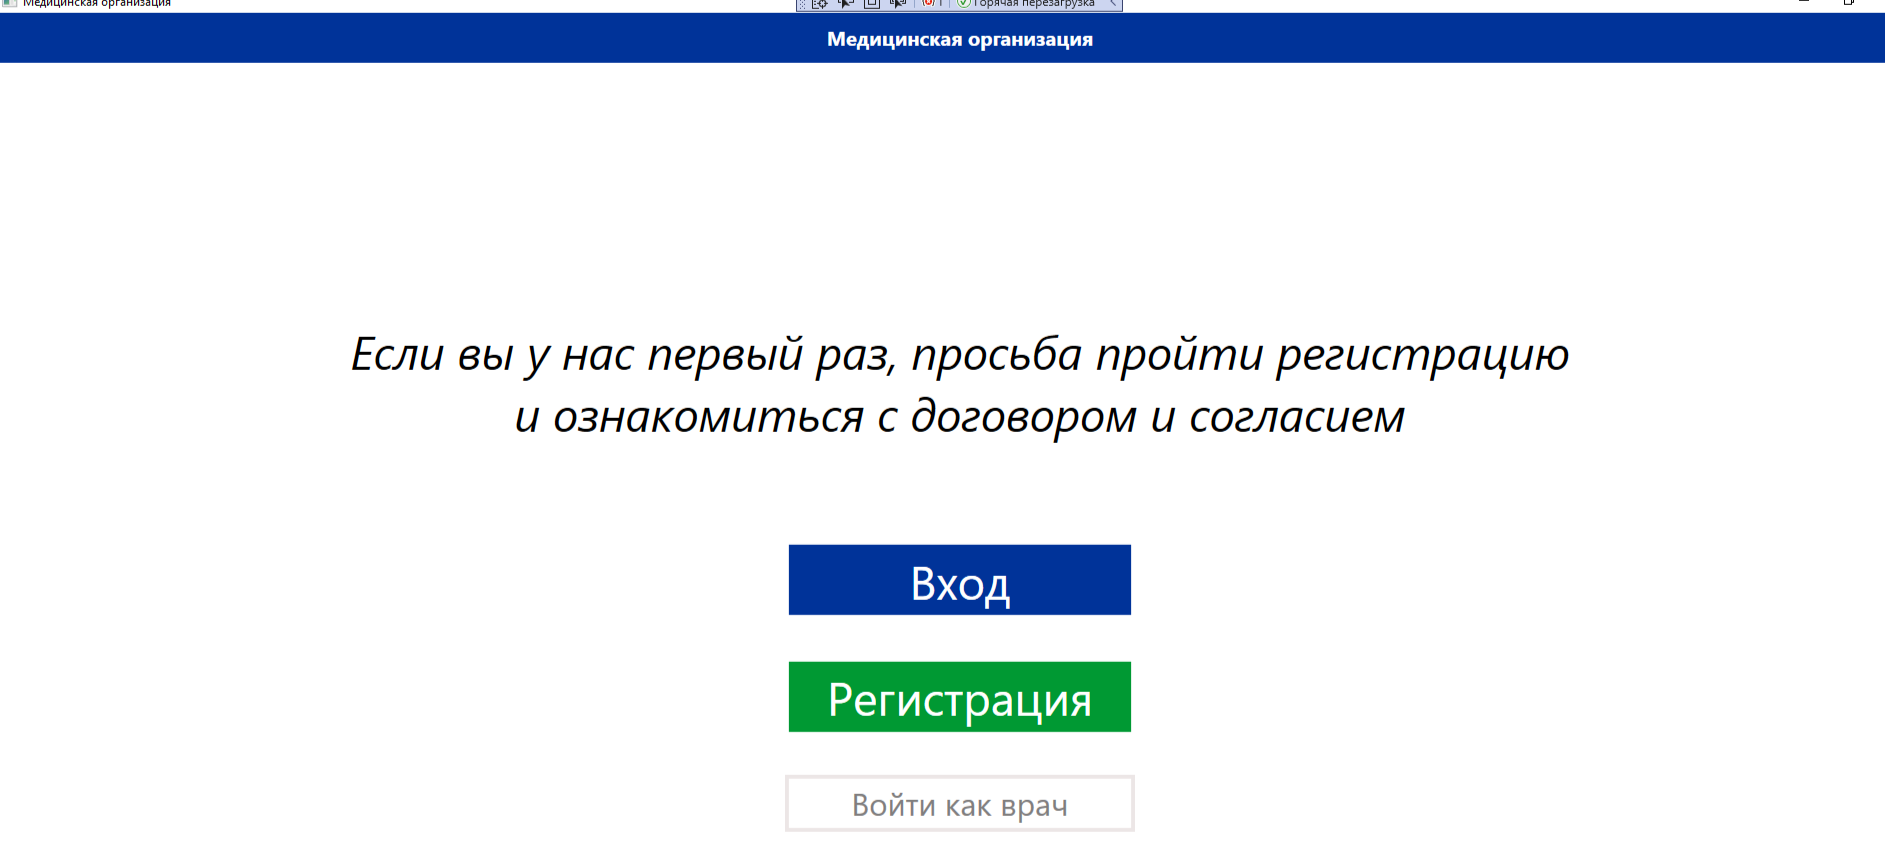 Медицинская организация
Горячая перезагрузка
Медицинская организация
Если вы у нас первый раз, просьба пройти регистрацию
и ознакомиться с договором и согласием
Вход
Регистрация
Войти как врач